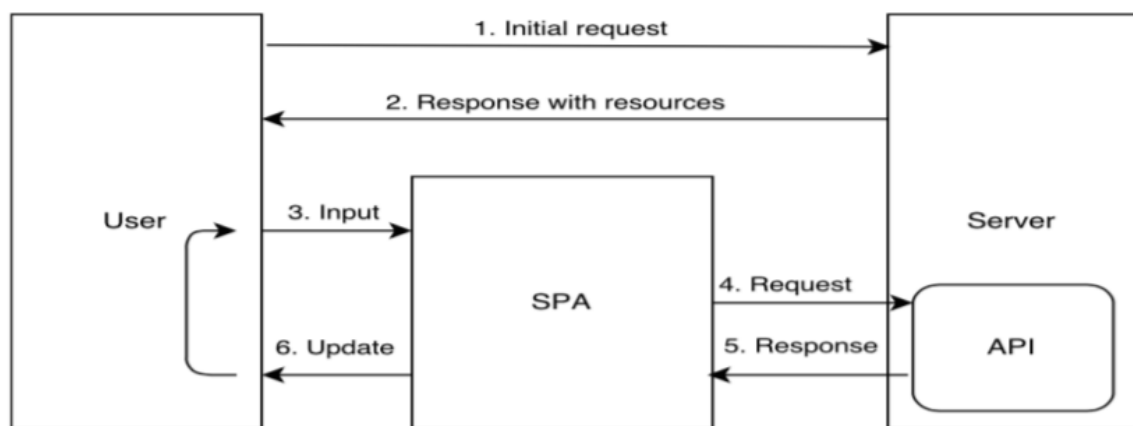 1. Initial request
2. Response with resources
User
3. Input
Server
SPA
4. Request
6. Update
5. Response
API